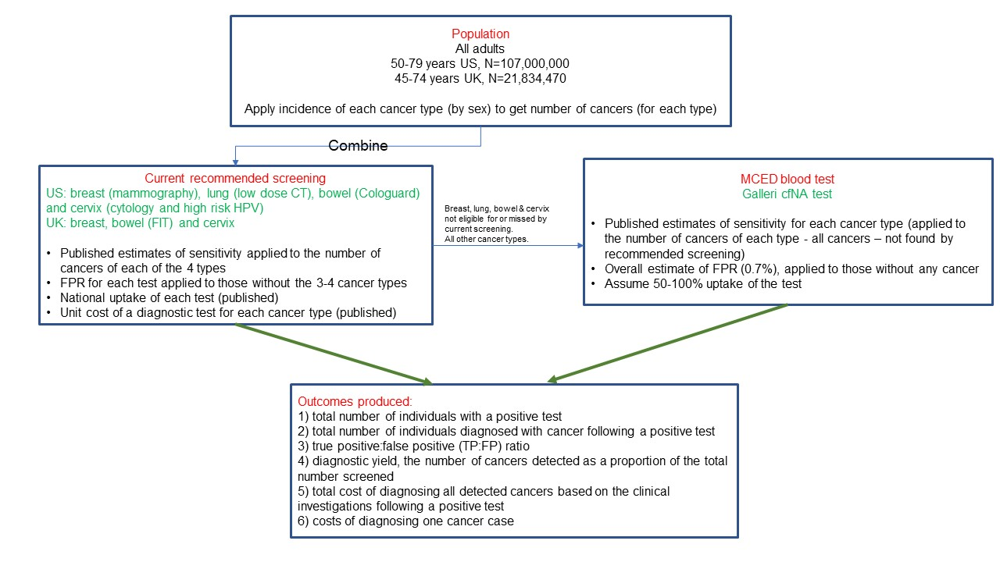 Population
All adults
50-79 years US, N=107,000,000
45-74 years UK, N=21,834,470
Apply incidence of each cancer type (by sex) to get number of cancers (for each type)
Combine
Current recommended screening
US: breast (mammography), lung (low dose CT), bowel (Cologuard)
and cervix (cytology and high risk HPV)
UK: breast, bowel (FIT) and cervix
• Published estimates of sensitivity applied to the number of
cancers of each of the 4 types
• FPR for each test applied to those without the 3-4 cancer types
• National uptake of each test (published)
• Unit cost of a diagnostic test for each cancer type (published)
Breast, lung, bowel & cervix
not eligible for or missed by
current screening.
All other cancer types.
MCED blood test
Galleri cfNA test
• Published estimates of sensitivity for each cancer type (applied to
the number of cancers of each type - all cancers – not found by
recommended screening)
• Overall estimate of FPR (0.7%), applied to those without any cancer
• Assume 50-100% uptake of the test
Outcomes produced:
1) total number of individuals with a positive test
2) total number of individuals diagnosed with cancer following a positive test
3) true positive:false positive (TP:FP) ratio
4) diagnostic yield, the number of cancers detected as a proportion of the total
number screened
5) total cost of diagnosing all detected cancers based on the clinical
investigations following a positive test
6) costs of diagnosing one cancer case